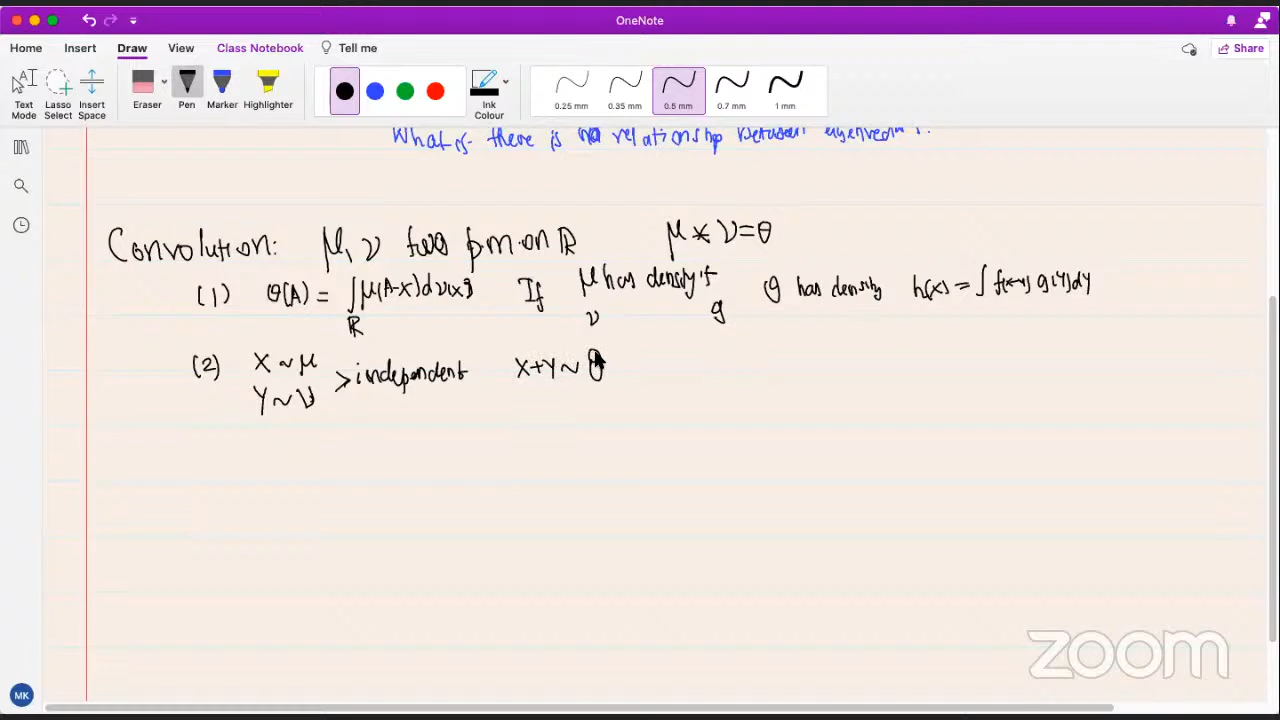 OneNote
Home Insert Draw View Class Notebook Tell me Share
Text Mode Lasso Select Insert Space Eraser Pen Marker Highlighter Ink Colour 0.25 mm 0.35 mm 0.5 mm 0.7 mm 1 mm
What if there is no relationship between eigenvectors?
Convolution: μ, ν two p.m. on ℝ μ * ν = θ
(1) θ(A) = ∫_ℝ μ(A-x) dν(x) If μ has density f θ has density h(x) = ∫ f(x-y) g(y) dy
ν g
(2) X ~ μ
Y ~ ν > independent X+Y ~ θ
zoom
MK